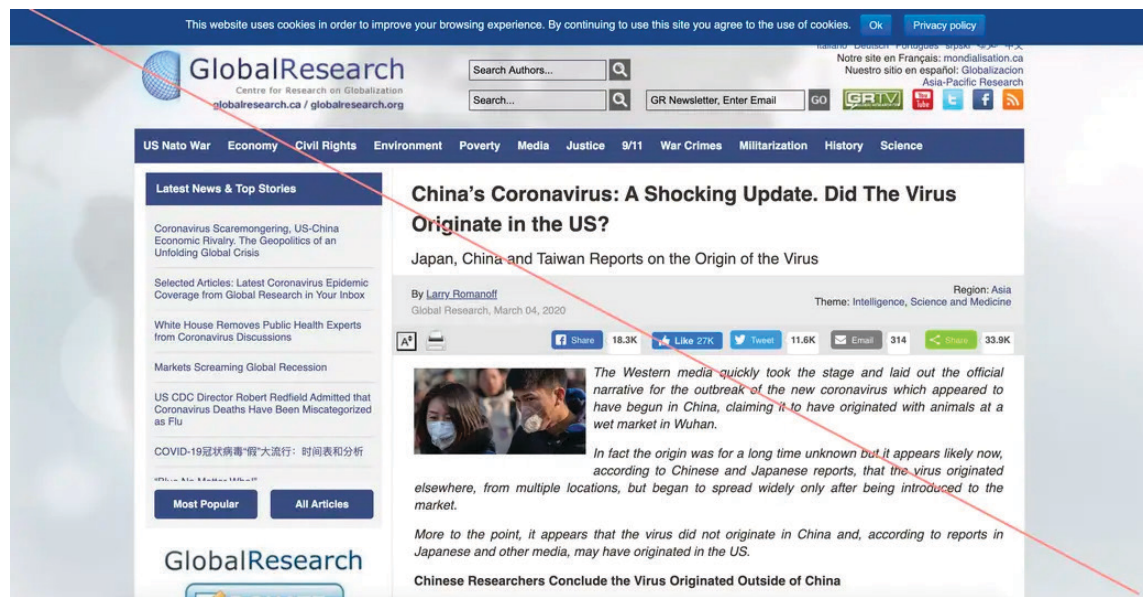 This website uses cookies in order to improve your browsing experience. By continuing to use this site you agree to the use of cookies. Ok Privacy policy
Italiano Deutsch Português srpski 中文
GlobalResearch
Centre for Research on Globalization
globalresearch.ca / globalresearch.org
Search Authors...
Search...
GR Newsletter, Enter Email GO
Notre site en Français: mondialisation.ca
Nuestro sitio en español: Globalizacion
Asia-Pacific Research
GRTV You Tube
US Nato War Economy Civil Rights Environment Poverty Media Justice 9/11 War Crimes Militarization History Science
Latest News & Top Stories
Coronavirus Scaremongering, US-China
Economic Rivalry. The Geopolitics of an
Unfolding Global Crisis
Selected Articles: Latest Coronavirus Epidemic
Coverage from Global Research in Your Inbox
White House Removes Public Health Experts
from Coronavirus Discussions
Markets Screaming Global Recession
US CDC Director Robert Redfield Admitted that
Coronavirus Deaths Have Been Miscategorized
as Flu
COVID-19冠状病毒“假”大流行：时间表和分析
"Blue No Matter Who!"
Most Popular All Articles
GlobalResearch
China's Coronavirus: A Shocking Update. Did The Virus
Originate in the US?
Japan, China and Taiwan Reports on the Origin of the Virus
By Larry Romanoff
Global Research, March 04, 2020
Region: Asia
Theme: Intelligence, Science and Medicine
Share 18.3K Like 27K Tweet 11.6K Email 314 Share 33.9K
The Western media quickly took the stage and laid out the official
narrative for the outbreak of the new coronavirus which appeared to
have begun in China, claiming it to have originated with animals at a
wet market in Wuhan.
In fact the origin was for a long time unknown but it appears likely now,
according to Chinese and Japanese reports, that the virus originated
elsewhere, from multiple locations, but began to spread widely only after being introduced to the
market.
More to the point, it appears that the virus did not originate in China and, according to reports in
Japanese and other media, may have originated in the US.
Chinese Researchers Conclude the Virus Originated Outside of China